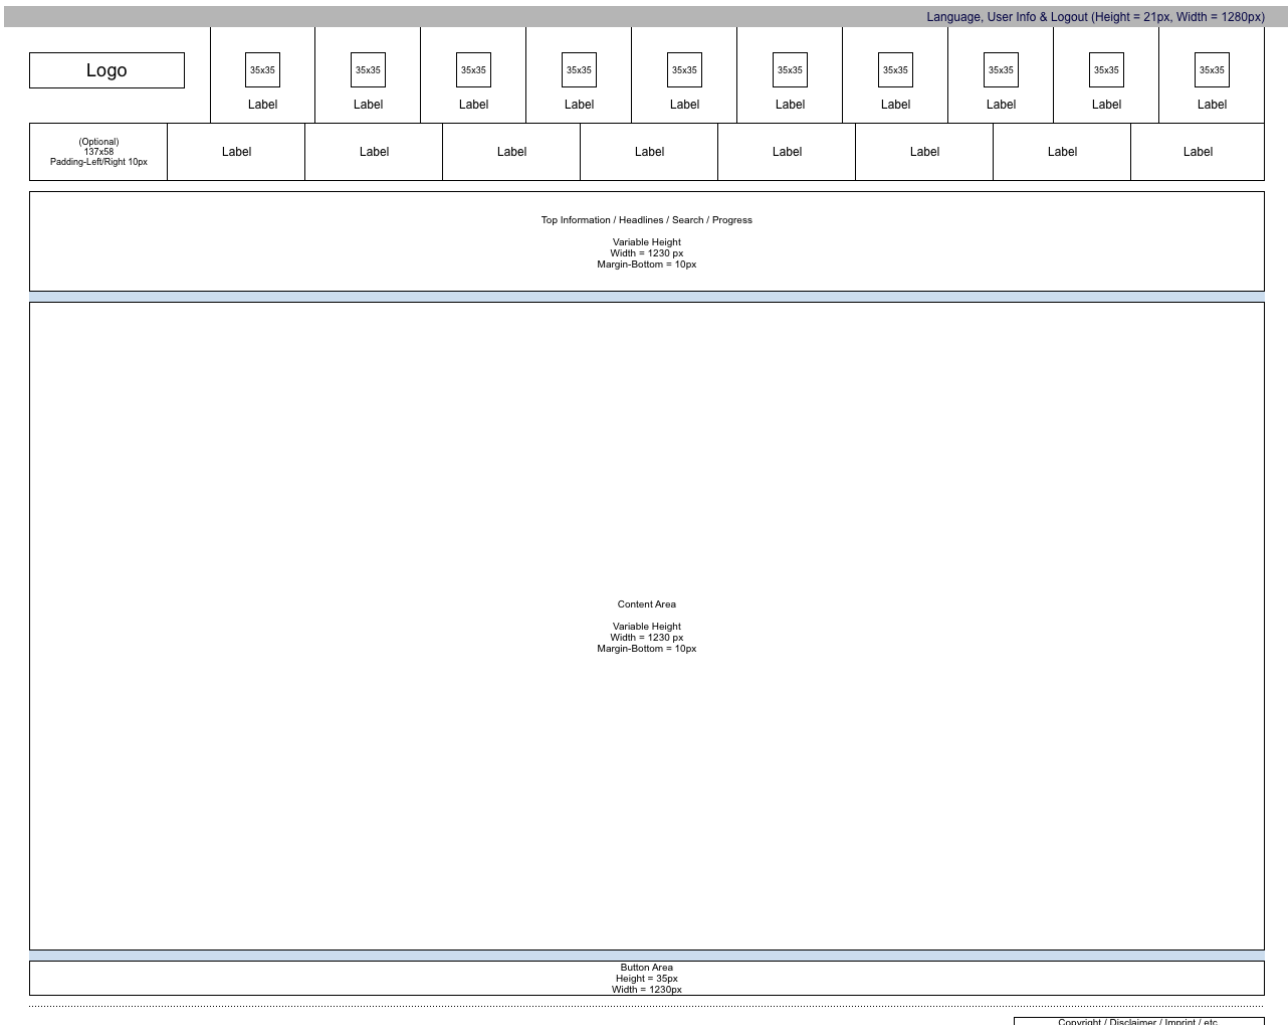 Language, User Info & Logout (Height = 21px, Width = 1280px)
Logo
35x35 35x35 35x35 35x35 35x35 35x35 35x35 35x35 35x35 35x35
Label Label Label Label Label Label Label Label Label Label
(Optional)
137x58
Padding-Left/Right 10px
Label Label Label Label Label Label Label Label
Top Information / Headlines / Search / Progress
Variable Height
Width = 1230 px
Margin-Bottom = 10px
Content Area
Variable Height
Width = 1230 px
Margin-Bottom = 10px
Button Area
Height = 35px
Width = 1230px
Copyright / Disclaimer / Imprint / etc